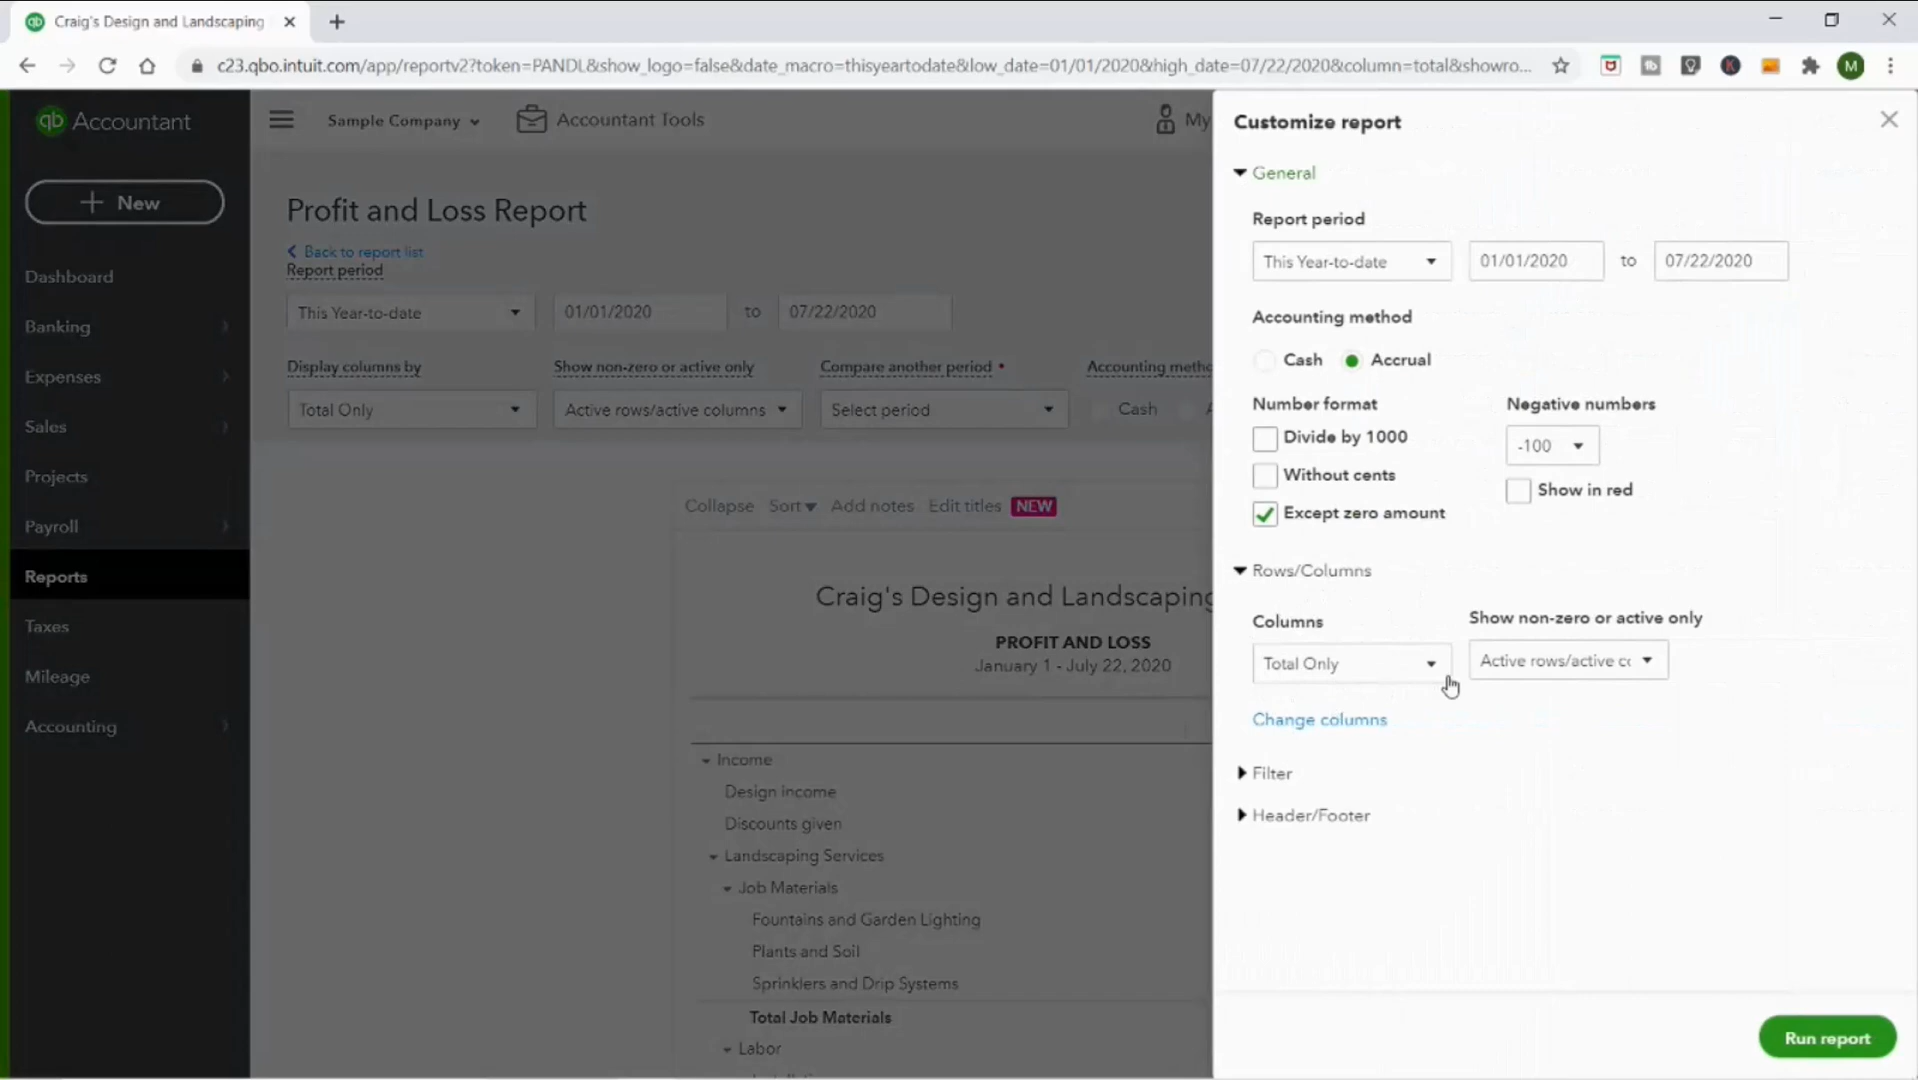 Craig's Design and Landscaping
c23.qbo.intuit.com/app/reportv2?token=PANDL&show_logo=false&date_macro=thisyeartodate&low_date=01/01/2020&high_date=07/22/2020&column=total&showro...
M
qb Accountant
Sample Company
Accountant Tools
My
New
Dashboard
Banking
Expenses
Sales
Projects
Payroll
Reports
Taxes
Mileage
Accounting
Profit and Loss Report
Back to report list
Report period
This Year-to-date 01/01/2020 to 07/22/2020
Display columns by Show non-zero or active only Compare another period • Accounting metho
Total Only Active rows/active columns Select period Cash
Collapse Sort Add notes Edit titles NEW
Craig's Design and Landscaping
PROFIT AND LOSS
January 1 - July 22, 2020
Income
Design income
Discounts given
Landscaping Services
Job Materials
Fountains and Garden Lighting
Plants and Soil
Sprinklers and Drip Systems
Total Job Materials
Labor
Customize report
General
Report period
This Year-to-date 01/01/2020 to 07/22/2020
Accounting method
Cash Accrual
Number format Negative numbers
Divide by 1000 -100
Without cents Show in red
Except zero amount
Rows/Columns
Columns Show non-zero or active only
Total Only Active rows/active co
Change columns
Filter
Header/Footer
Run report